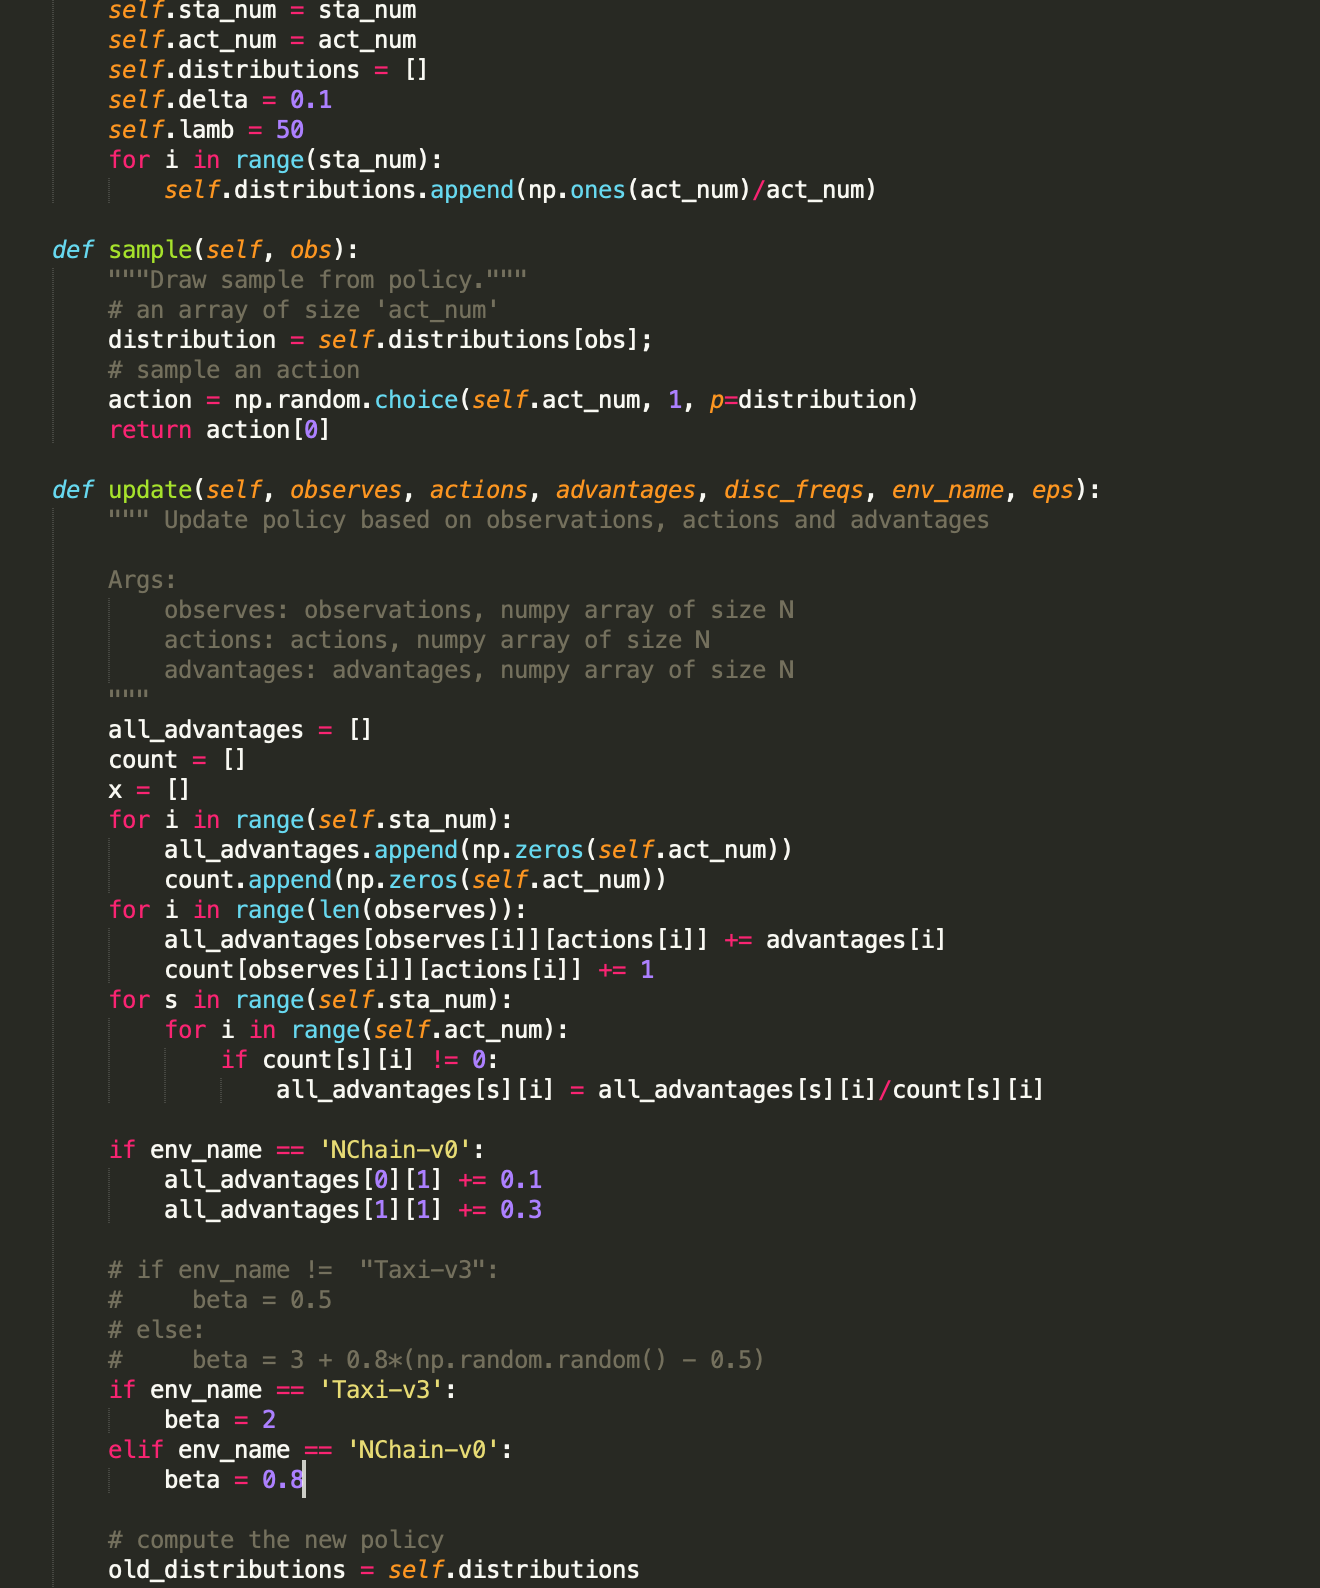 self.sta_num = sta_num
self.act_num = act_num
self.distributions = []
self.delta = 0.1
self.lamb = 50
for i in range(sta_num):
    self.distributions.append(np.ones(act_num)/act_num)
def sample(self, obs):
    """Draw sample from policy."""
    # an array of size 'act_num'
    distribution = self.distributions[obs];
    # sample an action
    action = np.random.choice(self.act_num, 1, p=distribution)
    return action[0]
def update(self, observes, actions, advantages, disc_freqs, env_name, eps):
    """ Update policy based on observations, actions and advantages
    Args:
        observes: observations, numpy array of size N
        actions: actions, numpy array of size N
        advantages: advantages, numpy array of size N
    """
    all_advantages = []
    count = []
    x = []
    for i in range(self.sta_num):
        all_advantages.append(np.zeros(self.act_num))
        count.append(np.zeros(self.act_num))
    for i in range(len(observes)):
        all_advantages[observes[i]][actions[i]] += advantages[i]
        count[observes[i]][actions[i]] += 1
    for s in range(self.sta_num):
        for i in range(self.act_num):
            if count[s][i] != 0:
                all_advantages[s][i] = all_advantages[s][i]/count[s][i]
    if env_name == 'NChain-v0':
        all_advantages[0][1] += 0.1
        all_advantages[1][1] += 0.3
    # if env_name !=  "Taxi-v3":
    #     beta = 0.5
    # else:
    #     beta = 3 + 0.8*(np.random.random() - 0.5)
    if env_name == 'Taxi-v3':
        beta = 2
    elif env_name == 'NChain-v0':
        beta = 0.8
    # compute the new policy
    old_distributions = self.distributions